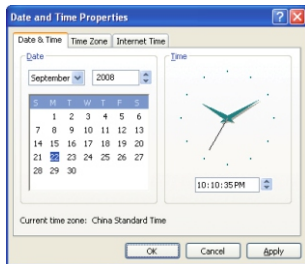 Date and Time Properties
Date & Time
Time Zone
Internet Time
Date
September
2008
S M T W T F S
1 2 3 4 5 6
7 8 9 10 11 12 13
14 15 16 17 18 19 20
21 22 23 24 25 26 27
28 29 30
Time
10:10:35 PM
Current time zone: China Standard Time
OK
Cancel
Apply